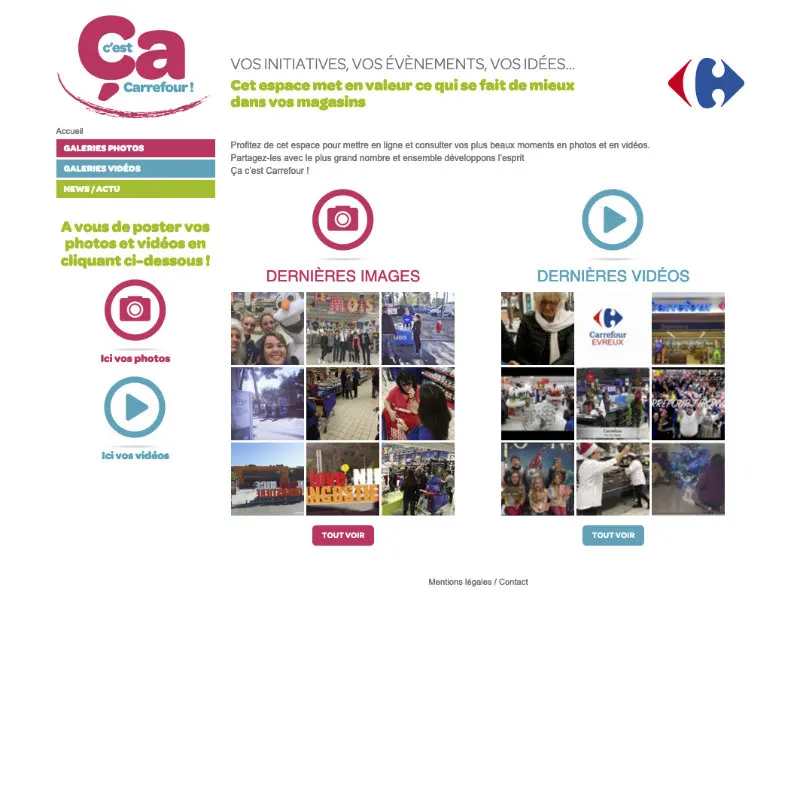 c'est
Ça
Carrefour !
VOS INITIATIVES, VOS ÉVÈNEMENTS, VOS IDÉES...
Cet espace met en valeur ce qui se fait de mieux
dans vos magasins
Accueil
GALERIES PHOTOS
GALERIES VIDÉOS
NEWS / ACTU
Profitez de cet espace pour mettre en ligne et consulter vos plus beaux moments en photos et en vidéos.
Partagez-les avec le plus grand nombre et ensemble développons l'esprit
Ça c'est Carrefour !
A vous de poster vos
photos et vidéos en
cliquant ci-dessous !
Ici vos photos
Ici vos vidéos
DERNIÈRES IMAGES
DERNIÈRES VIDÉOS
MOIS
Carrefour
EVREUX
Carrefour
TOUT VOIR
TOUT VOIR
Mentions légales / Contact